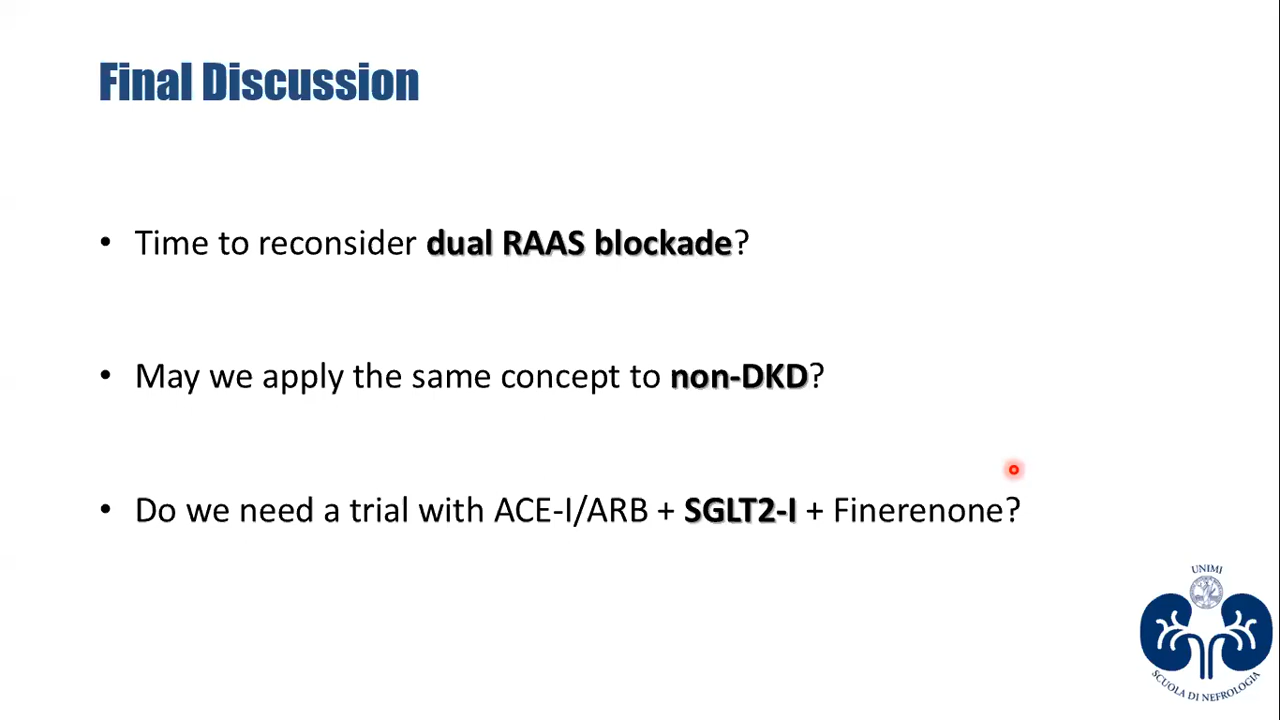 Final Discussion
• Time to reconsider dual RAAS blockade?
• May we apply the same concept to non-DKD?
• Do we need a trial with ACE-I/ARB + SGLT2-I + Finerenone?
UNIMI
SCUOLA DI NEFROLOGIA